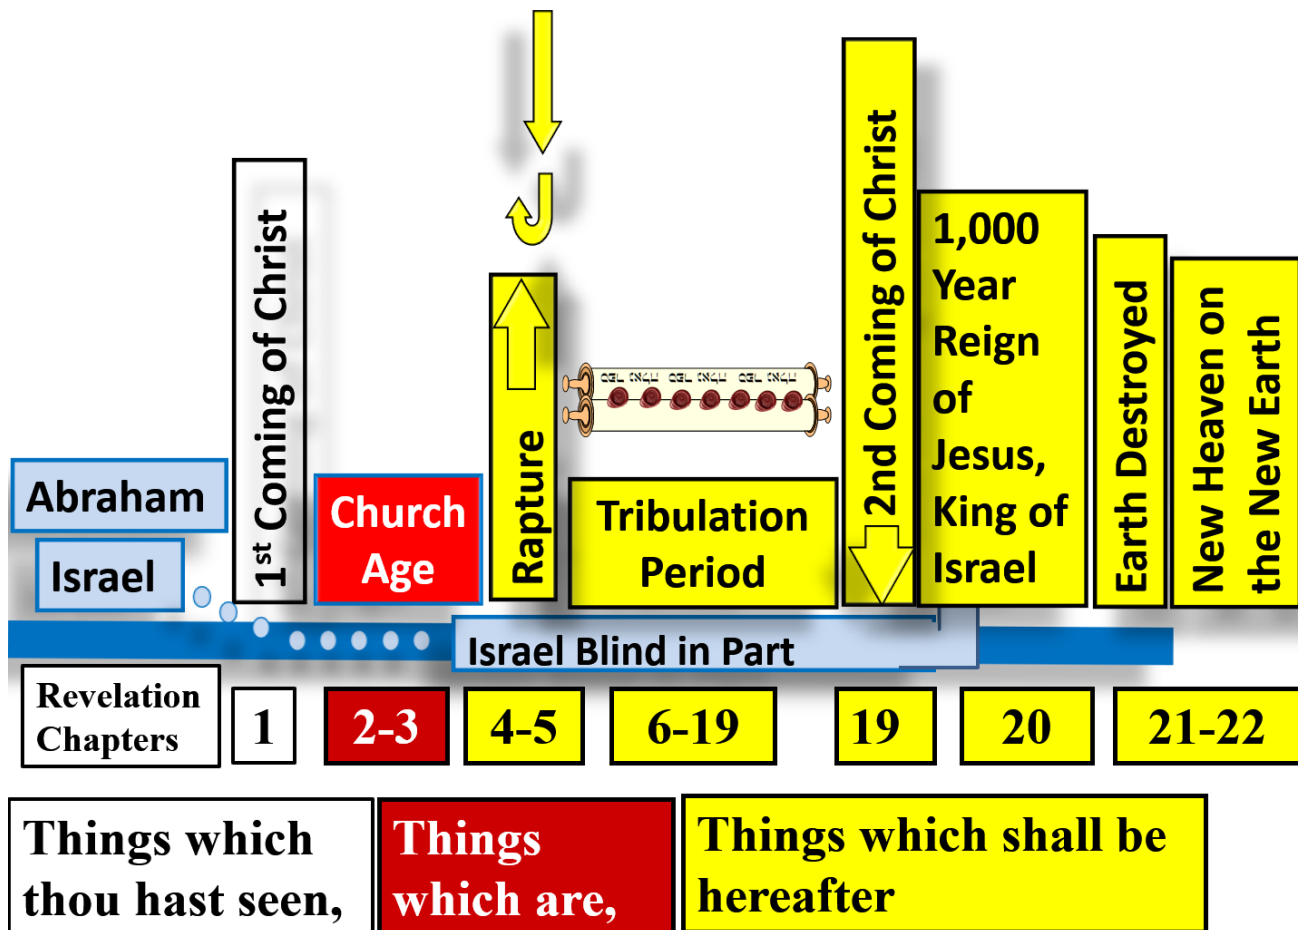 Abraham
Israel
1st Coming of Christ
Church
Age
Rapture
Tribulation
Period
2nd Coming of Christ
1,000
Year
Reign
of
Jesus,
King of
Israel
Earth Destroyed
New Heaven on
the New Earth
Israel Blind in Part
Revelation
Chapters
1
2-3
4-5
6-19
19
20
21-22
Things which
thou hast seen,
Things
which are,
Things which shall be
hereafter